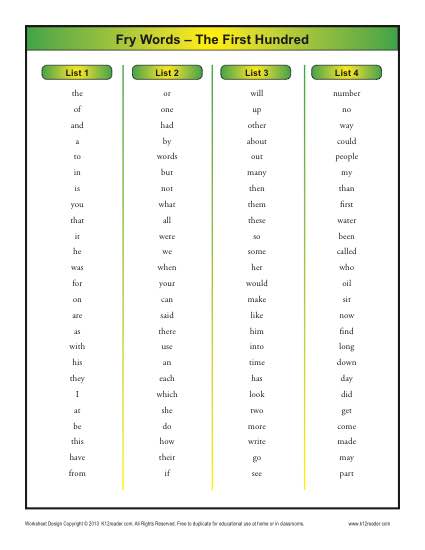 Fry Words – The First Hundred
List 1 List 2 List 3 List 4
the or will number
of one up no
and had other way
a by about could
to words out people
in but many my
is not then than
you what them first
that all these water
it were so been
he we some called
was when her who
for your would oil
on can make sit
are said like now
as there him find
with use into long
his an time down
they each has day
I which look did
at she two get
be do more come
this how write made
have their go may
from if see part
Worksheet Design Copyright © 2013 K12reader.com. All Rights Reserved. Free to duplicate for educational use at home or in classrooms. www.k12reader.com